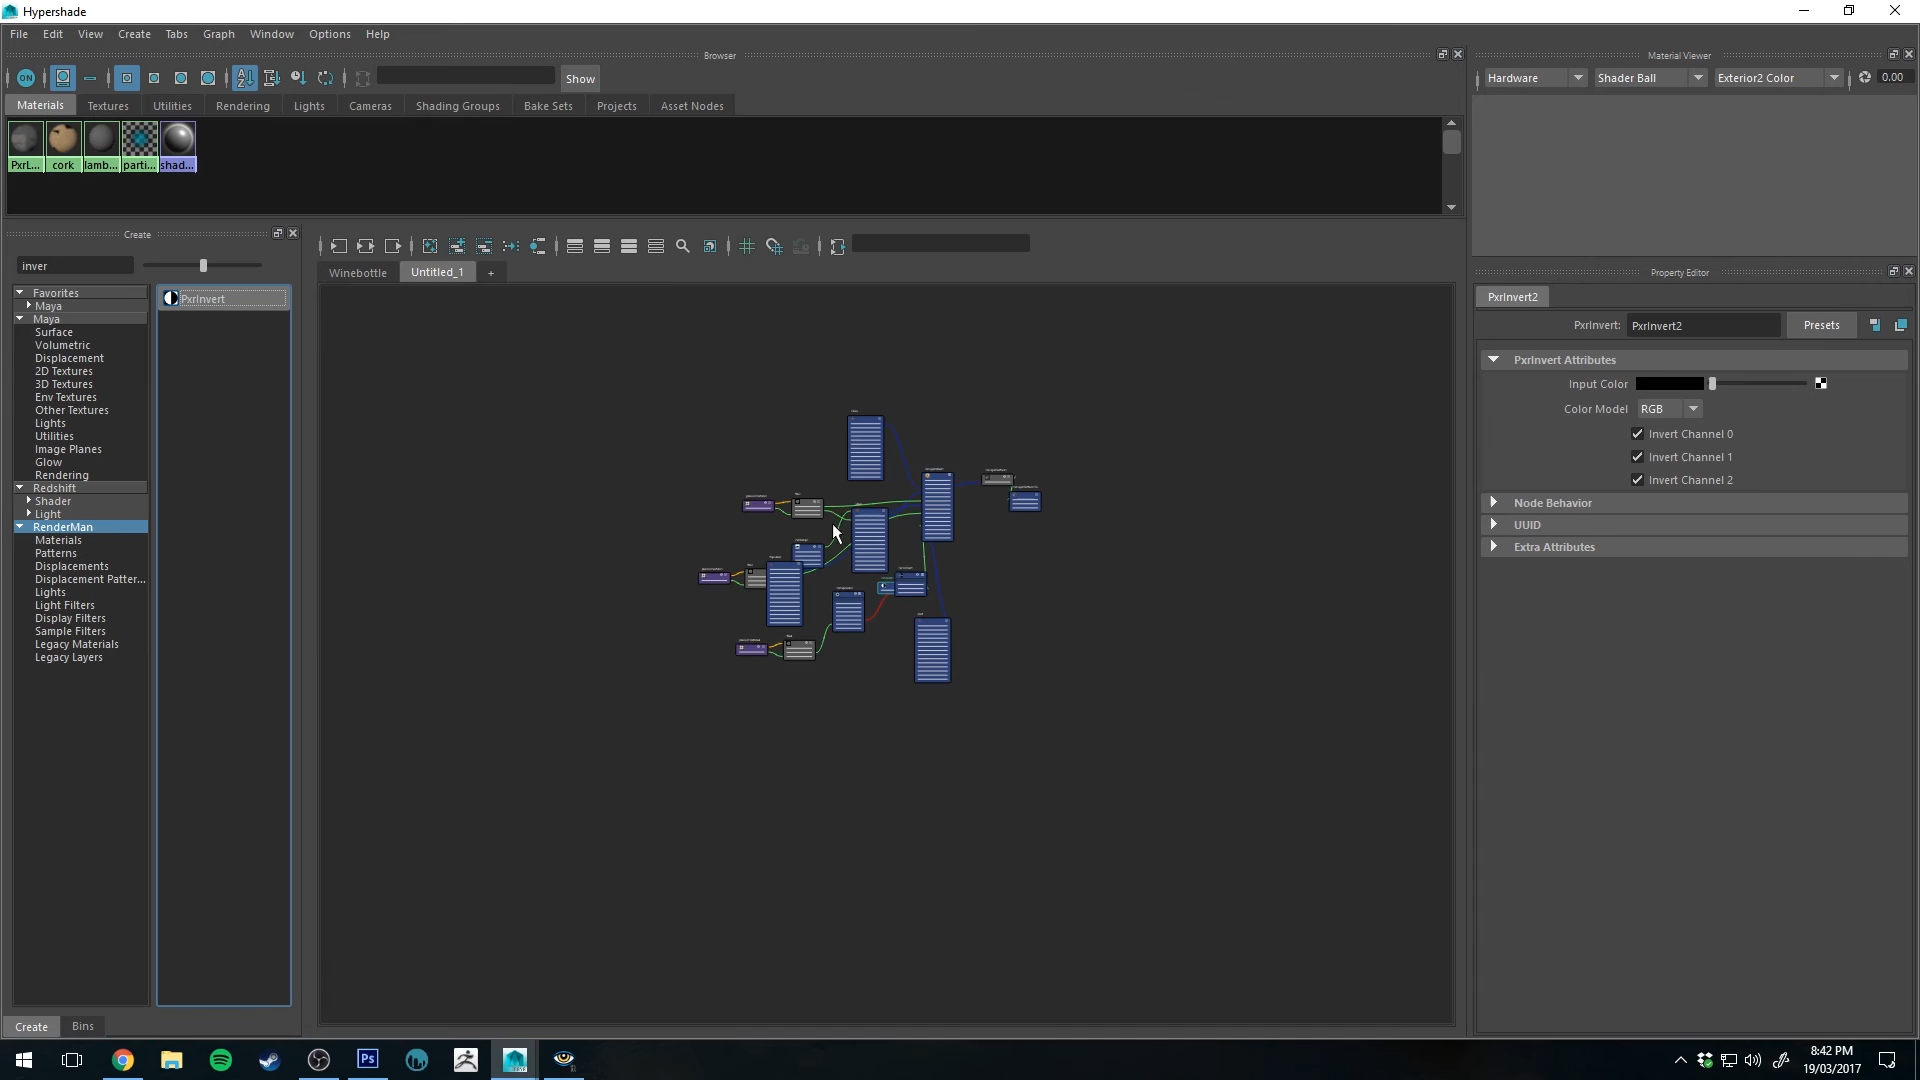 Hypershade
File Edit View Create Tabs Graph Window Options Help
Browser
Material Viewer
ON
Show
Hardware Shader Ball Exterior2 Color 0.00
Materials Textures Utilities Rendering Lights Cameras Shading Groups Bake Sets Projects Asset Nodes
PxrL... cork lamb... parti... shad...
Create
inver
Winebottle Untitled_1 +
Favorites
Maya
Maya
Surface
Volumetric
Displacement
2D Textures
3D Textures
Env Textures
Other Textures
Lights
Utilities
Image Planes
Glow
Rendering
Redshift
Shader
Light
RenderMan
Materials
Patterns
Displacements
Displacement Patter...
Lights
Light Filters
Display Filters
Sample Filters
Legacy Materials
Legacy Layers
PxrInvert
Create Bins
Property Editor
PxrInvert2
PxrInvert: PxrInvert2 Presets
PxrInvert Attributes
Input Color
Color Model RGB
Invert Channel 0
Invert Channel 1
Invert Channel 2
Node Behavior
UUID
Extra Attributes
Ps
8:42 PM
19/03/2017